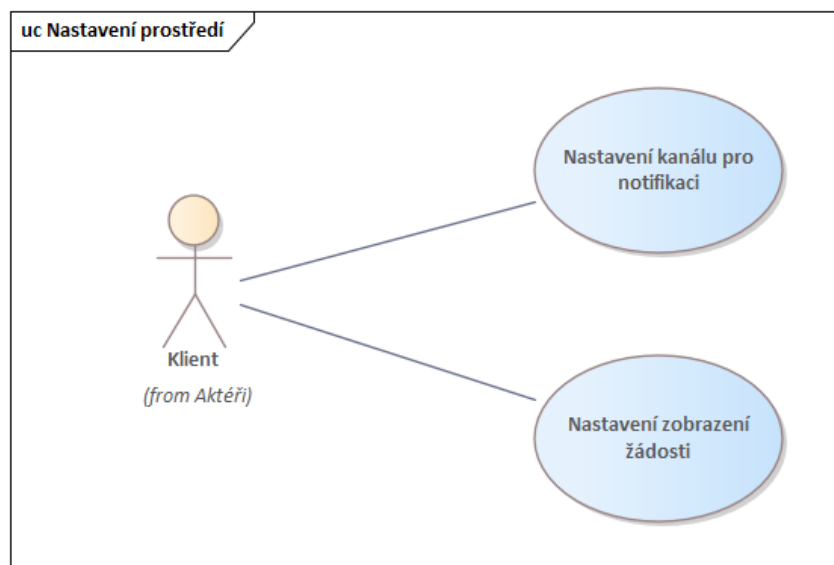 uc Nastavení prostředí
Nastavení kanálu pro
notifikaci
Klient
(from Aktéři)
Nastavení zobrazení
žádosti